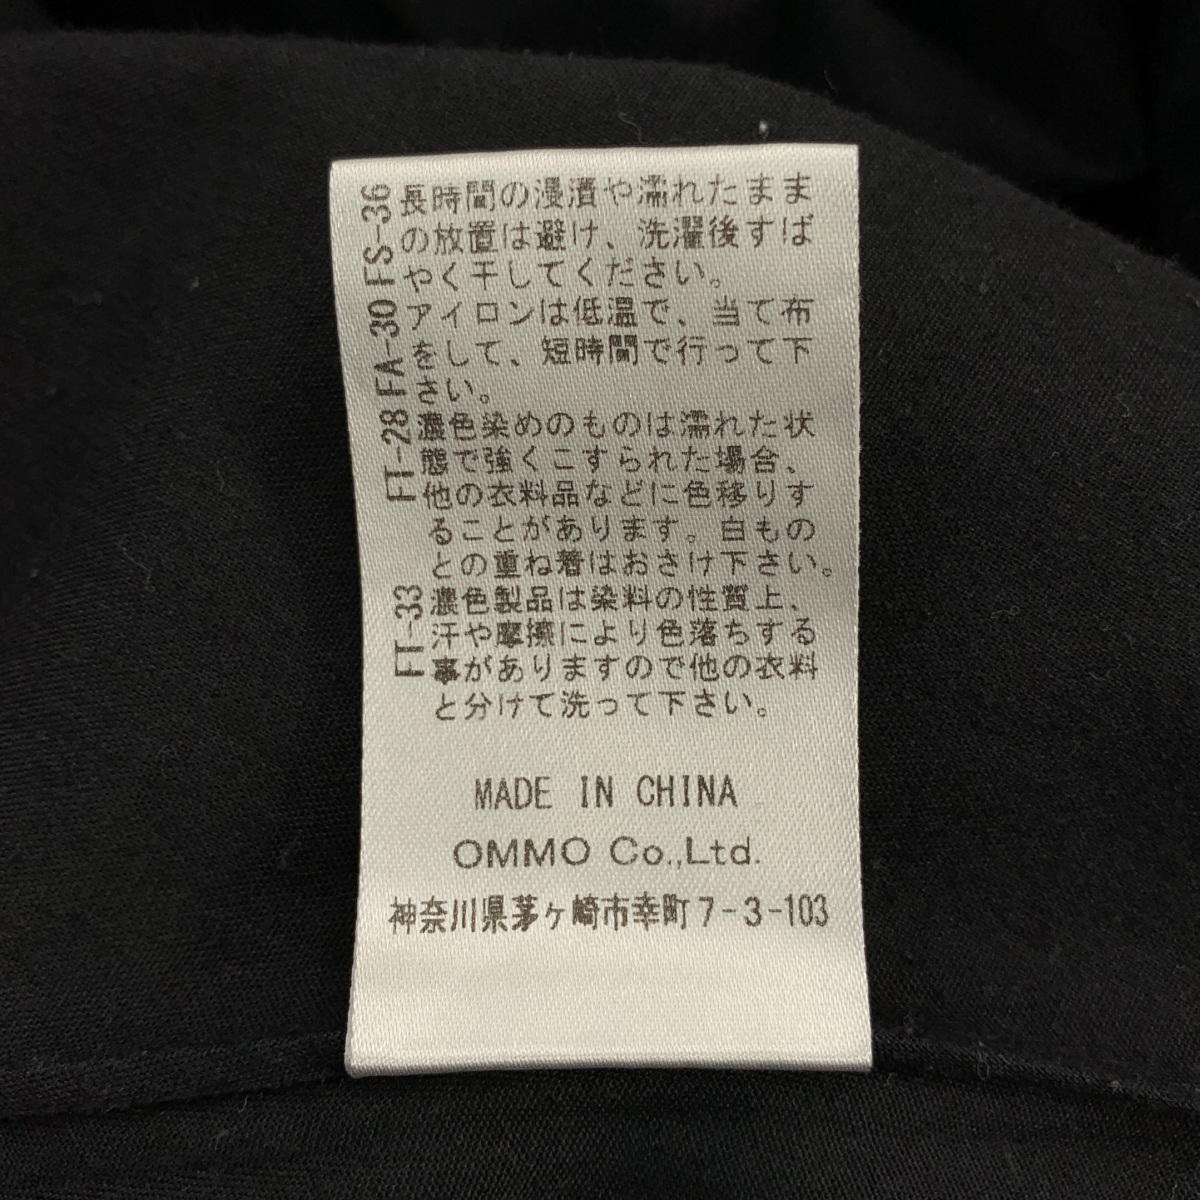 FS-36
長時間の漫漬や濡れたまま
の放置は避け、洗濯後すば
やく干してください。
FA-30
アイロンは低温で、当て布
をして、短時間で行って下
さい。
FT-28
濃色染めのものは濡れた状
態で強くこすられた場合、
他の衣料品などに色移りす
ることがあります。白もの
との重ね着はおさけ下さい。
FT-33
濃色製品は染料の性質上、
汗や摩擦により色落ちする
事がありますので他の衣料
と分けて洗って下さい。
MADE IN CHINA
OMMO Co.,Ltd.
神奈川県茅ヶ崎市幸町7-3-103